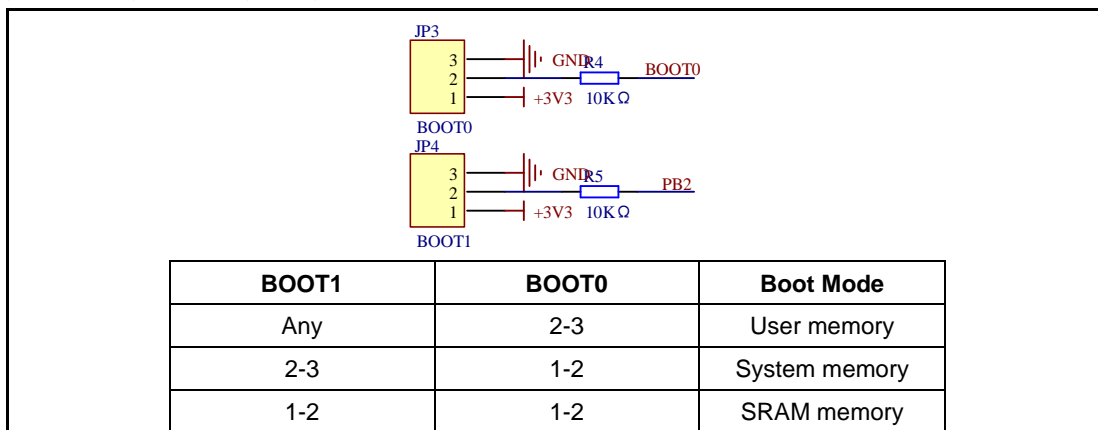 JP3
3 GND R4 BOOT0
2
1 +3V3 10KΩ
BOOT0
JP4
3 GND R5 PB2
2
1 +3V3 10KΩ
BOOT1
BOOT1 BOOT0 Boot Mode
Any 2-3 User memory
2-3 1-2 System memory
1-2 1-2 SRAM memory